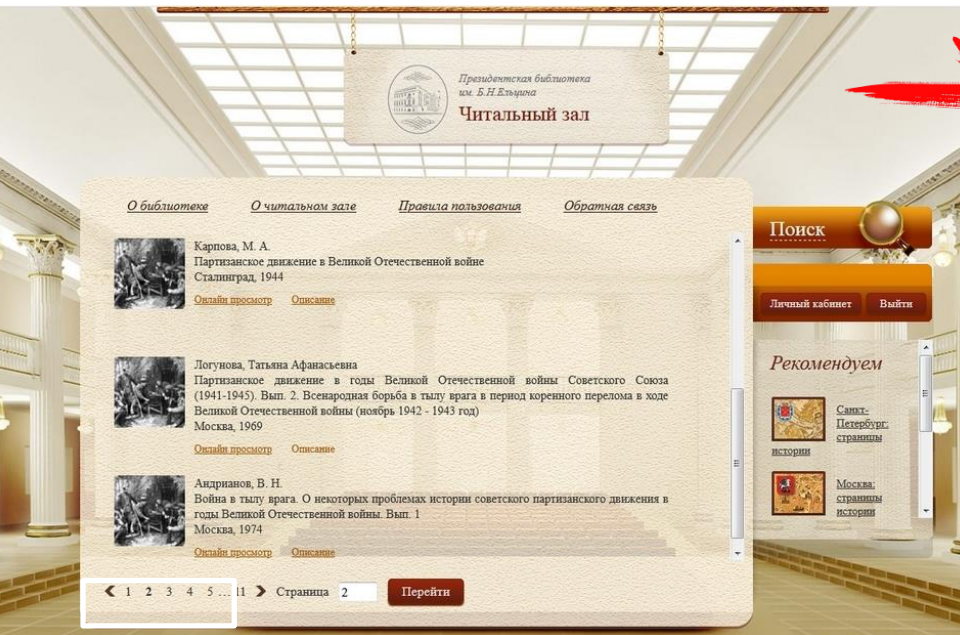 Президентская библиотека
им. Б.Н.Ельцина
Читальный зал
О библиотеке О читальном зале Правила пользования Обратная связь
Карпова, М. А.
Партизанское движение в Великой Отечественной войне
Сталинград, 1944
Онлайн просмотр Описание
Логунова, Татьяна Афанасьевна
Партизанское движение в годы Великой Отечественной войны Советского Союза
(1941-1945). Вып. 2. Всенародная борьба в тылу врага в период коренного перелома в ходе
Великой Отечественной войны (ноябрь 1942 - 1943 год)
Москва, 1969
Онлайн просмотр Описание
Андрианов, В. Н.
Война в тылу врага. О некоторых проблемах истории советского партизанского движения в
годы Великой Отечественной войны. Вып. 1
Москва, 1974
Онлайн просмотр Описание
1 2 3 4 5 ... 11 Страница 2 Перейти
Поиск
Личный кабинет Выйти
Рекомендуем
Санкт-
Петербург:
страницы
истории
Москва:
страницы
истории